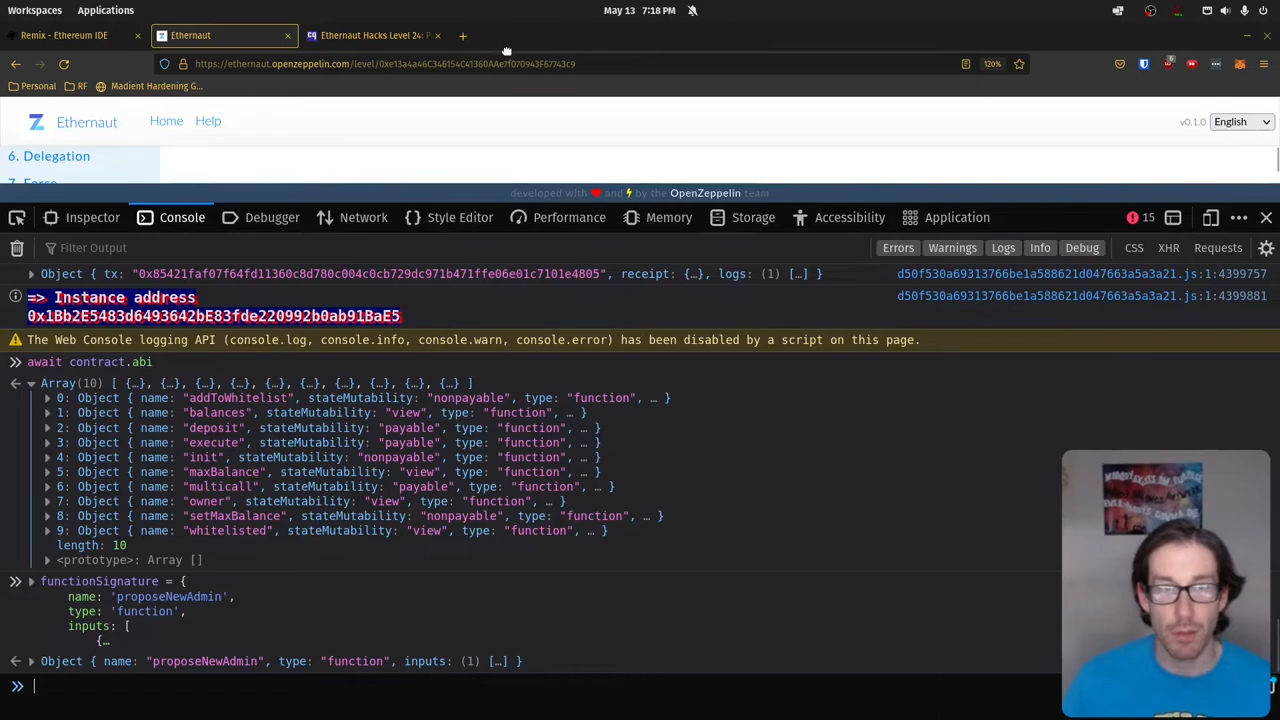 Workspaces Applications May 13 7:18 PM
Remix - Ethereum IDE Ethernaut Ethernaut Hacks Level 24: P
https://ethernaut.openzeppelin.com/level/0xe13a4a46C346154C41360AAe7f070943F67743c9 120%
Personal RF Madient Hardening G...
Ethernaut Home Help v0.1.0 English
6. Delegation
7. Force
developed with and by the OpenZeppelin team
Inspector Console Debugger Network Style Editor Performance Memory Storage Accessibility Application 15
Filter Output Errors Warnings Logs Info Debug CSS XHR Requests
Object { tx: "0x85421faf07f64fd11360c8d780c004c0cb729dc971b471ffe06e01c7101e4805", receipt: {…}, logs: (1) […] } d50f530a69313766be1a588621d047663a5a3a21.js:1:4399757
=> Instance address d50f530a69313766be1a588621d047663a5a3a21.js:1:4399881
0x1Bb2E5483d6493642bE83fde220992b0ab91BaE5
The Web Console logging API (console.log, console.info, console.warn, console.error) has been disabled by a script on this page.
>> await contract.abi
Array(10) [ {…}, {…}, {…}, {…}, {…}, {…}, {…}, {…}, {…}, {…} ]
0: Object { name: "addToWhitelist", stateMutability: "nonpayable", type: "function", … }
1: Object { name: "balances", stateMutability: "view", type: "function", … }
2: Object { name: "deposit", stateMutability: "payable", type: "function", … }
3: Object { name: "execute", stateMutability: "payable", type: "function", … }
4: Object { name: "init", stateMutability: "nonpayable", type: "function", … }
5: Object { name: "maxBalance", stateMutability: "view", type: "function", … }
6: Object { name: "multicall", stateMutability: "payable", type: "function", … }
7: Object { name: "owner", stateMutability: "view", type: "function", … }
8: Object { name: "setMaxBalance", stateMutability: "nonpayable", type: "function", … }
9: Object { name: "whitelisted", stateMutability: "view", type: "function", … }
length: 10
<prototype>: Array []
>> functionSignature = {
name: 'proposeNewAdmin',
type: 'function',
inputs: [
{…
Object { name: "proposeNewAdmin", type: "function", inputs: (1) […] }
>>